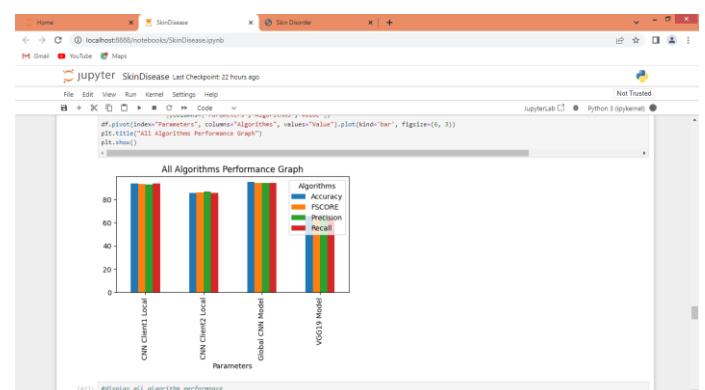 Home
SkinDisease
Skin Disorder
localhost:8888/notebooks/SkinDisease.ipynb
Gmail YouTube Maps
jupyter SkinDisease Last Checkpoint: 22 hours ago
File Edit View Run Kernel Settings Help
Not Trusted
Code
JupyterLab
Python 3 (ipykernel)
df.pivot(index="Parameters", columns="Algorithms", values="Value").plot(kind='bar', figsize=(6, 3))
plt.title("All Algorithms Performance Graph")
plt.show()
All Algorithms Performance Graph
Algorithms
Accuracy
FSCORE
Precision
Recall
80
60
40
20
0
CNN Client1 Local
CNN Client2 Local
Global CNN Model
VGG19 Model
Parameters
#display all algorithm performnace